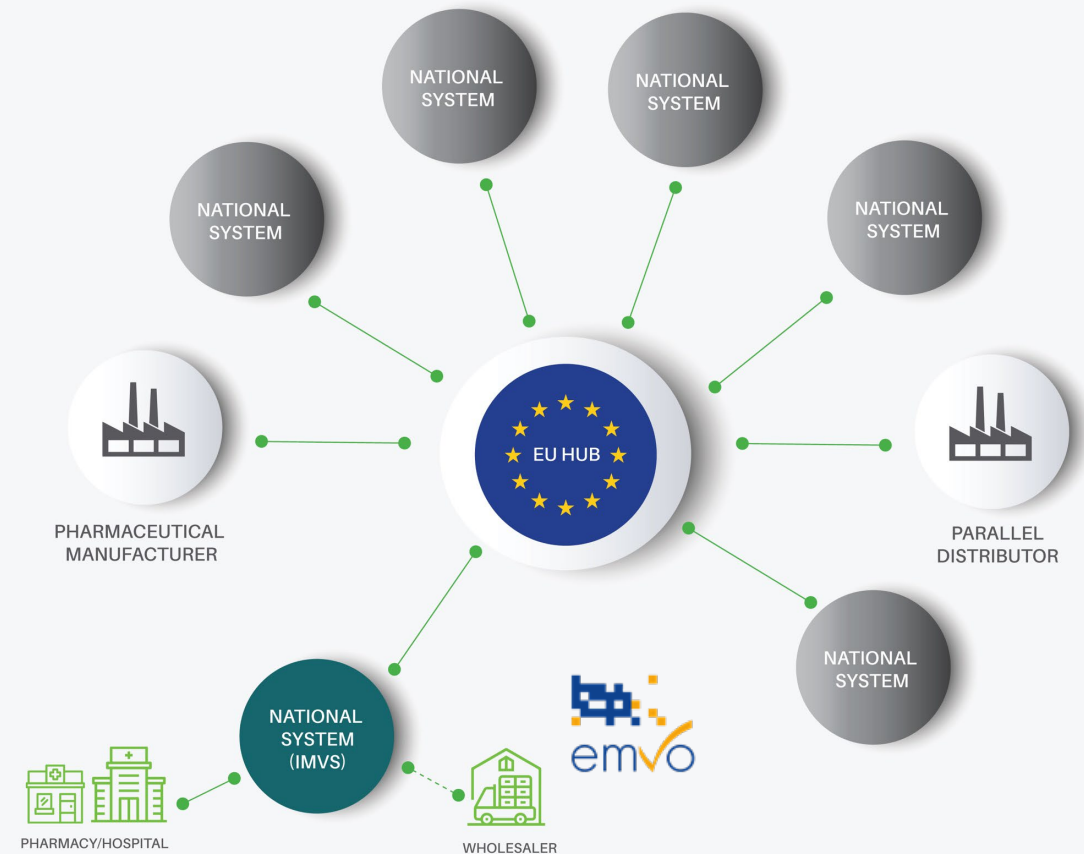 NATIONAL
SYSTEM
NATIONAL
SYSTEM
NATIONAL
SYSTEM
NATIONAL
SYSTEM
EU HUB
PHARMACEUTICAL
MANUFACTURER
PARALLEL
DISTRIBUTOR
NATIONAL
SYSTEM
NATIONAL
SYSTEM
(IMVS)
emvo
PHARMACY/HOSPITAL
WHOLESALER